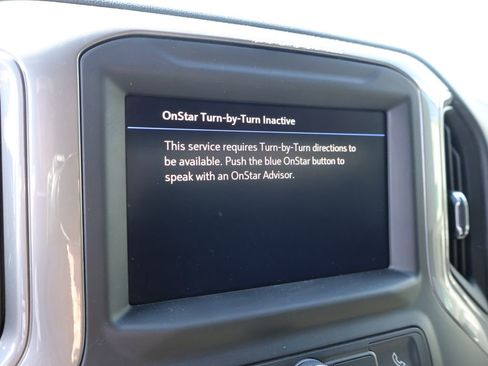 OnStar Turn-by-Turn Inactive
This service requires Turn-by-Turn directions to
be available. Push the blue OnStar button to
speak with an OnStar Advisor.